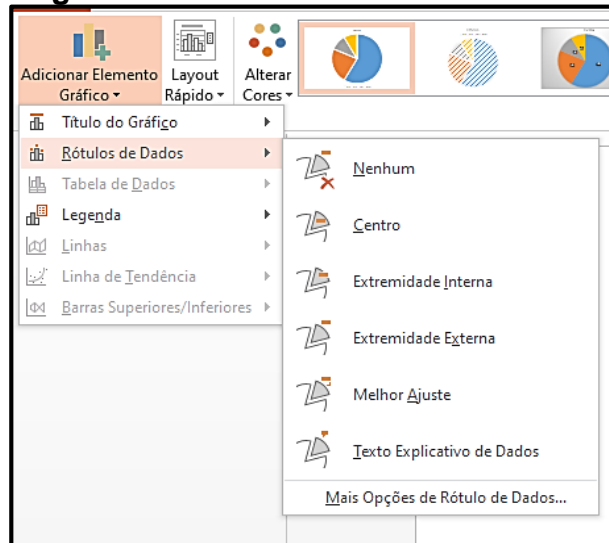 Adicionar Elemento Gráfico
Layout Rápido
Alterar Cores
Título do Gráfico
Rótulos de Dados
Tabela de Dados
Legenda
Linhas
Linha de Tendência
Barras Superiores/Inferiores
Nenhum
Centro
Extremidade Interna
Extremidade Externa
Melhor Ajuste
Texto Explicativo de Dados
Mais Opções de Rótulo de Dados...